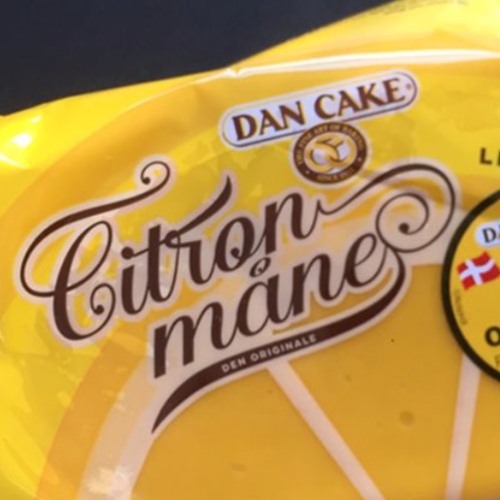 DAN CAKE
Citron
måne
DEN ORIGINALE